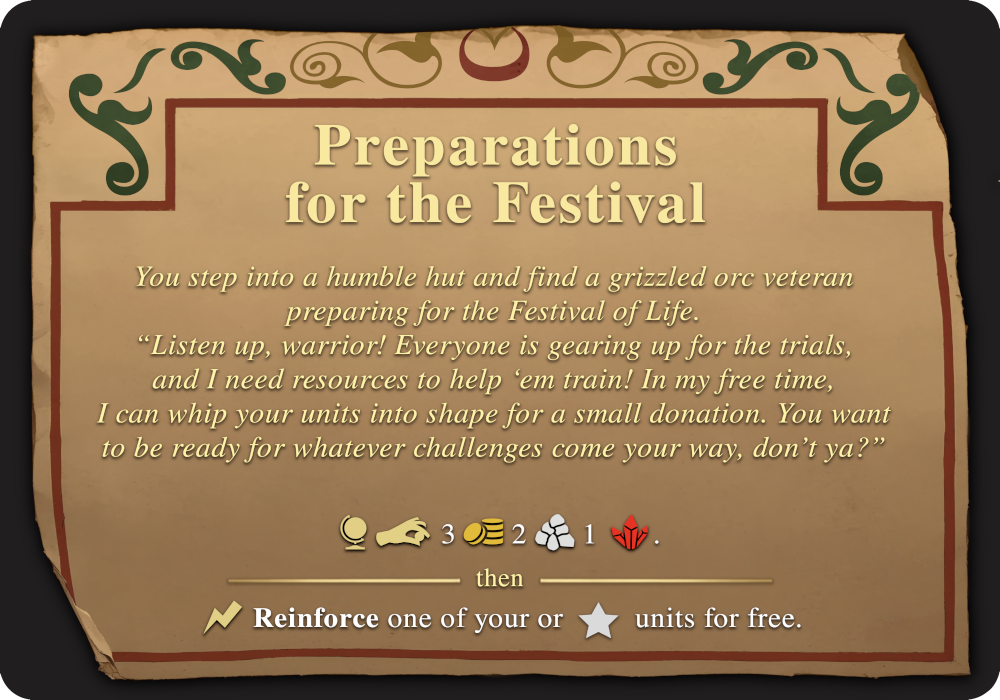 Preparations
for the Festival
You step into a humble hut and find a grizzled orc veteran
preparing for the Festival of Life.
“Listen up, warrior! Everyone is gearing up for the trials,
and I need resources to help ‘em train! In my free time,
I can whip your units into shape for a small donation. You want
to be ready for whatever challenges come your way, don’t ya?”
3 2 1 .
then
Reinforce one of your or units for free.